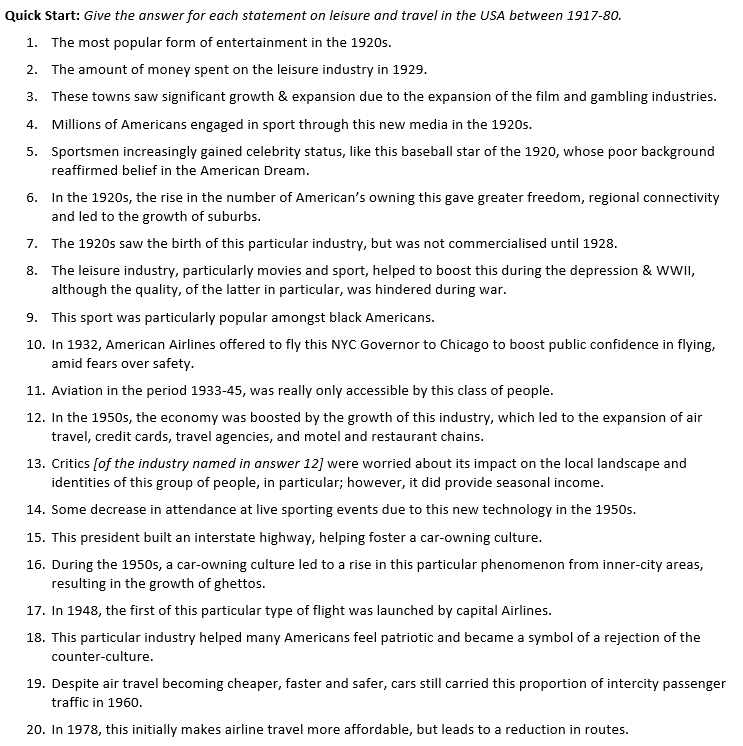 Quick Start: Give the answer for each statement on leisure and travel in the USA between 1917-80.
1. The most popular form of entertainment in the 1920s.
2. The amount of money spent on the leisure industry in 1929.
3. These towns saw significant growth & expansion due to the expansion of the film and gambling industries.
4. Millions of Americans engaged in sport through this new media in the 1920s.
5. Sportsmen increasingly gained celebrity status, like this baseball star of the 1920, whose poor background
reaffirmed belief in the American Dream.
6. In the 1920s, the rise in the number of American's owning this gave greater freedom, regional connectivity
and led to the growth of suburbs.
7. The 1920s saw the birth of this particular industry, but was not commercialised until 1928.
8. The leisure industry, particularly movies and sport, helped to boost this during the depression & WWII,
although the quality, of the latter in particular, was hindered during war.
9. This sport was particularly popular amongst black Americans.
10. In 1932, American Airlines offered to fly this NYC Governor to Chicago to boost public confidence in flying,
amid fears over safety.
11. Aviation in the period 1933-45, was really only accessible by this class of people.
12. In the 1950s, the economy was boosted by the growth of this industry, which led to the expansion of air
travel, credit cards, travel agencies, and motel and restaurant chains.
13. Critics [of the industry named in answer 12] were worried about its impact on the local landscape and
identities of this group of people, in particular; however, it did provide seasonal income.
14. Some decrease in attendance at live sporting events due to this new technology in the 1950s.
15. This president built an interstate highway, helping foster a car-owning culture.
16. During the 1950s, a car-owning culture led to a rise in this particular phenomenon from inner-city areas,
resulting in the growth of ghettos.
17. In 1948, the first of this particular type of flight was launched by capital Airlines.
18. This particular industry helped many Americans feel patriotic and became a symbol of a rejection of the
counter-culture.
19. Despite air travel becoming cheaper, faster and safer, cars still carried this proportion of intercity passenger
traffic in 1960.
20. In 1978, this initially makes airline travel more affordable, but leads to a reduction in routes.